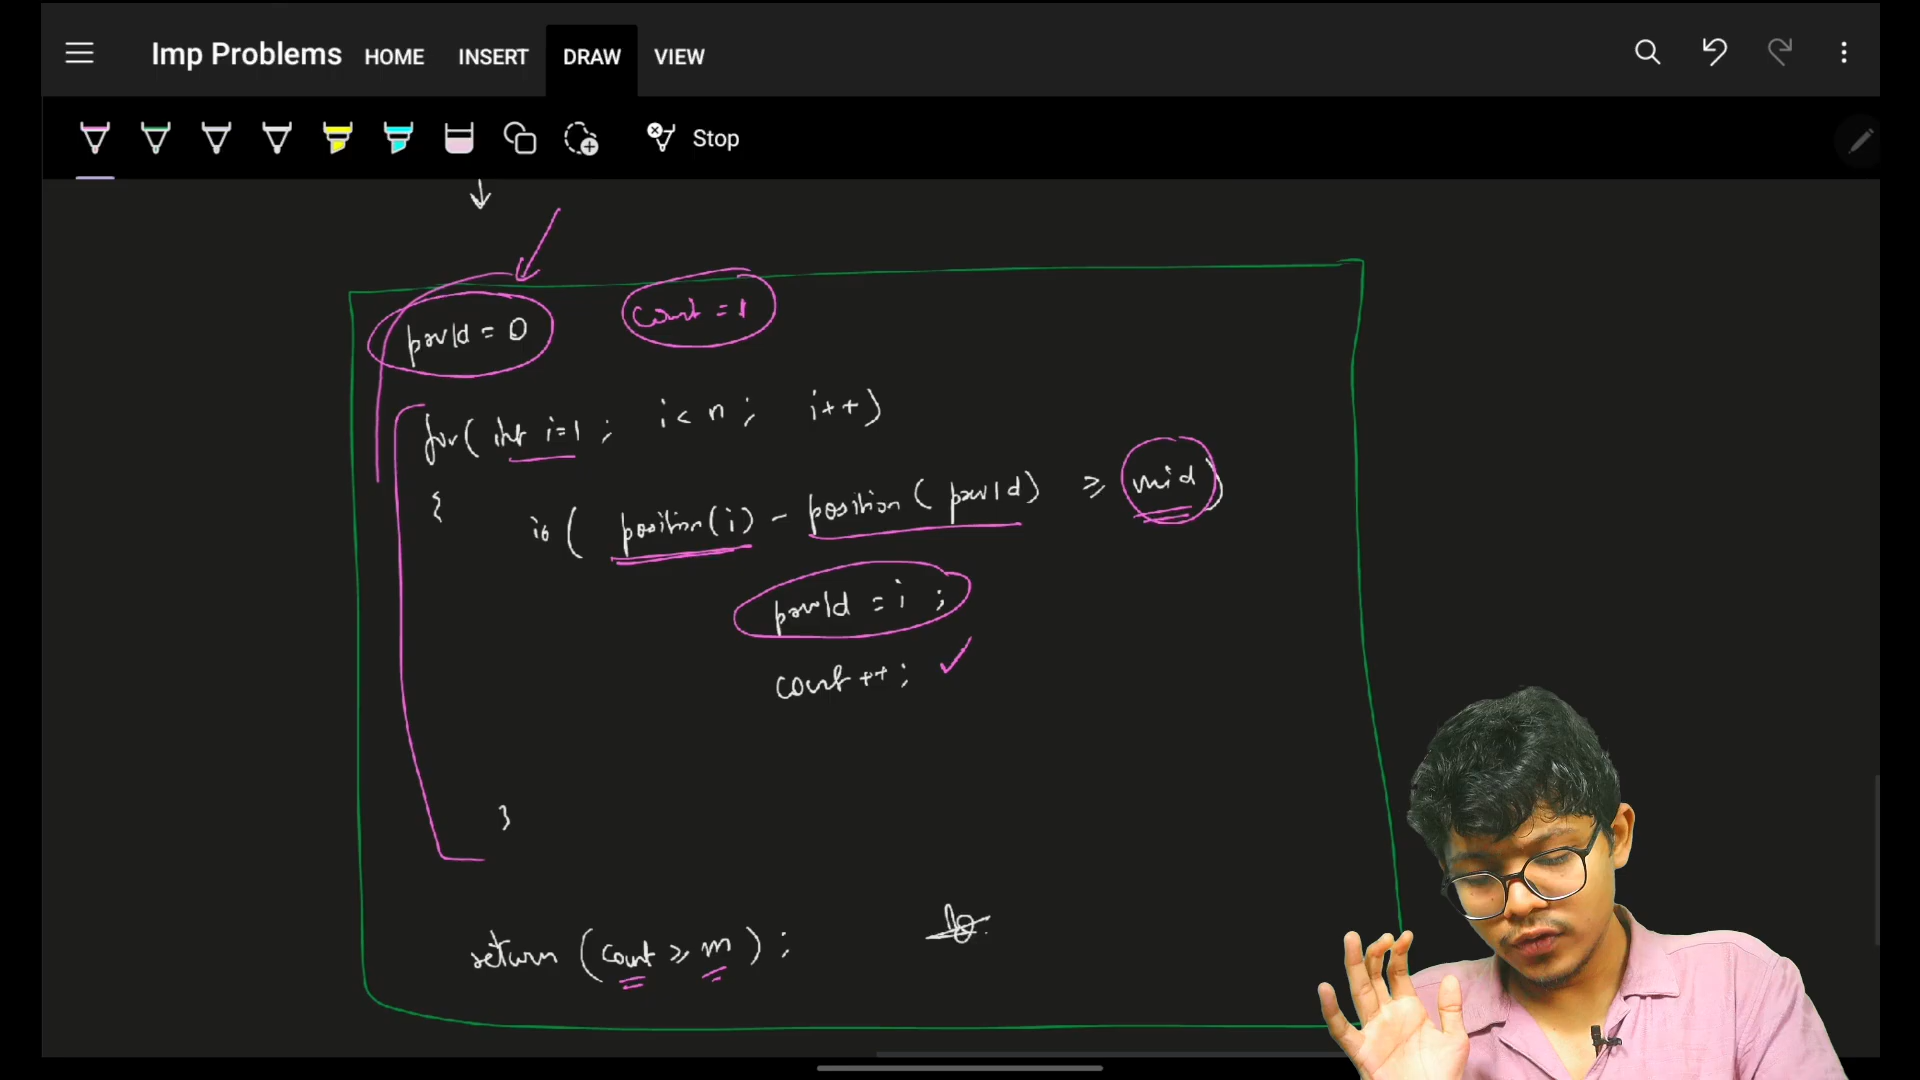 Imp Problems HOME INSERT DRAW VIEW
Stop
prevId = 0 count = 1
for( int i=1 ; i < n ; i++)
{
if ( position(i) - position( prevId) ≥ mid)
prevId = i ;
count ++ ;
}
return (count ≥ m) ;